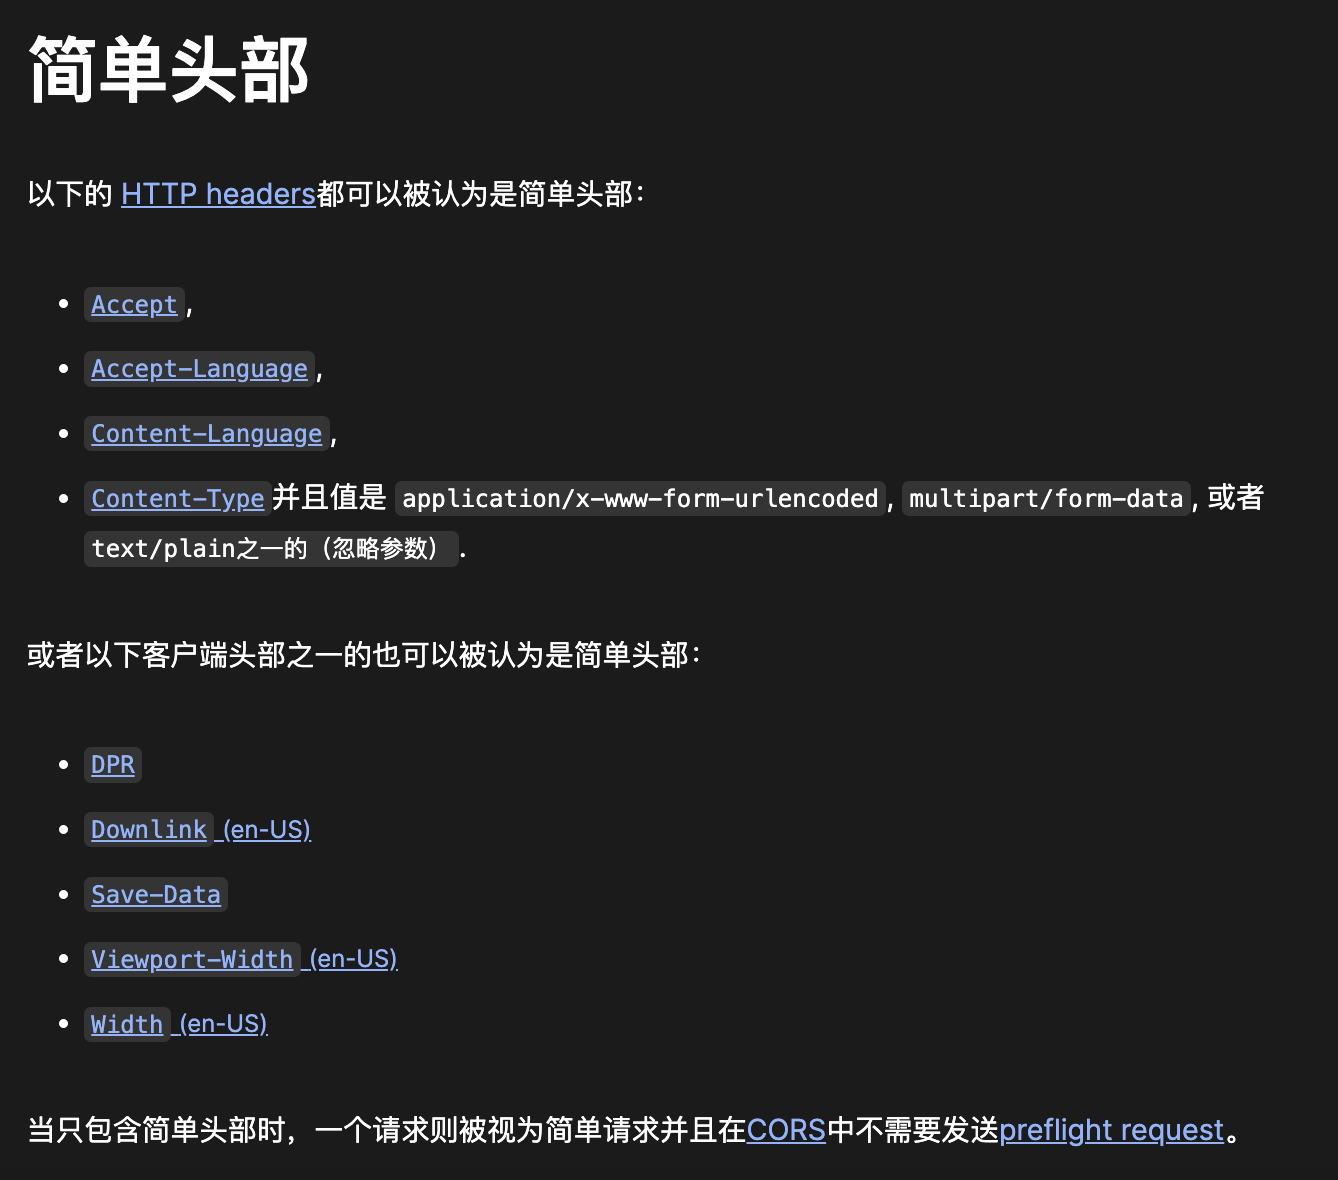 简单头部
以下的 HTTP headers都可以被认为是简单头部：
Accept,
Accept-Language,
Content-Language,
Content-Type并且值是 application/x-www-form-urlencoded, multipart/form-data, 或者
text/plain之一的（忽略参数）.
或者以下客户端头部之一的也可以被认为是简单头部：
DPR
Downlink (en-US)
Save-Data
Viewport-Width (en-US)
Width (en-US)
当只包含简单头部时，一个请求则被视为简单请求并且在CORS中不需要发送preflight request。